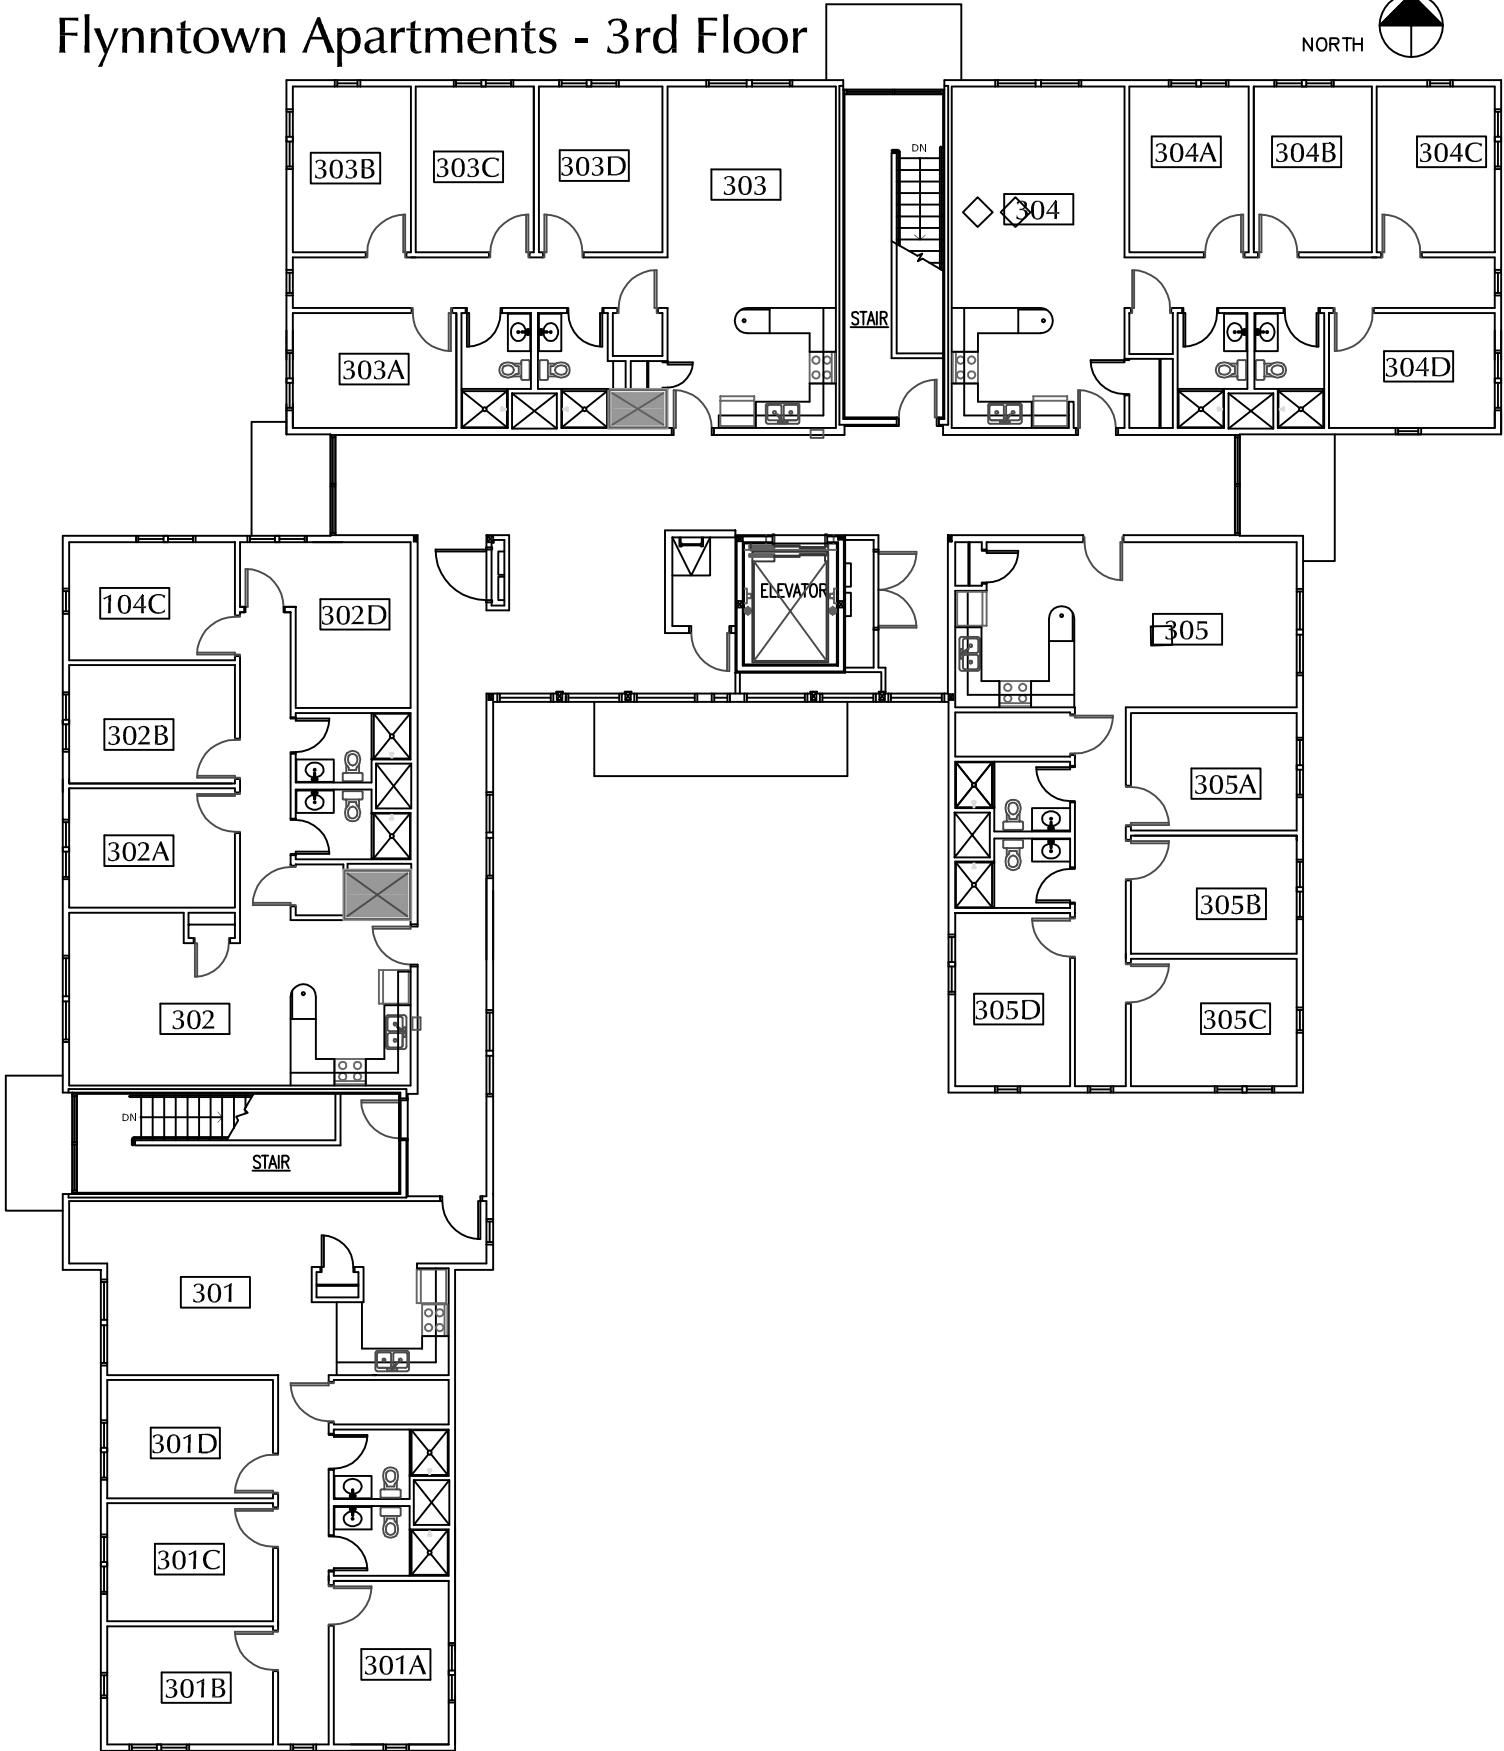 Flynntown Apartments - 3rd Floor
NORTH
303B
303C
303D
303
DN
304
304A
304B
304C
STAIR
303A
304D
104C
302D
ELEVATOR
305
302B
305A
302A
305B
302
305D
305C
DN
STAIR
301
301D
301C
301B
301A